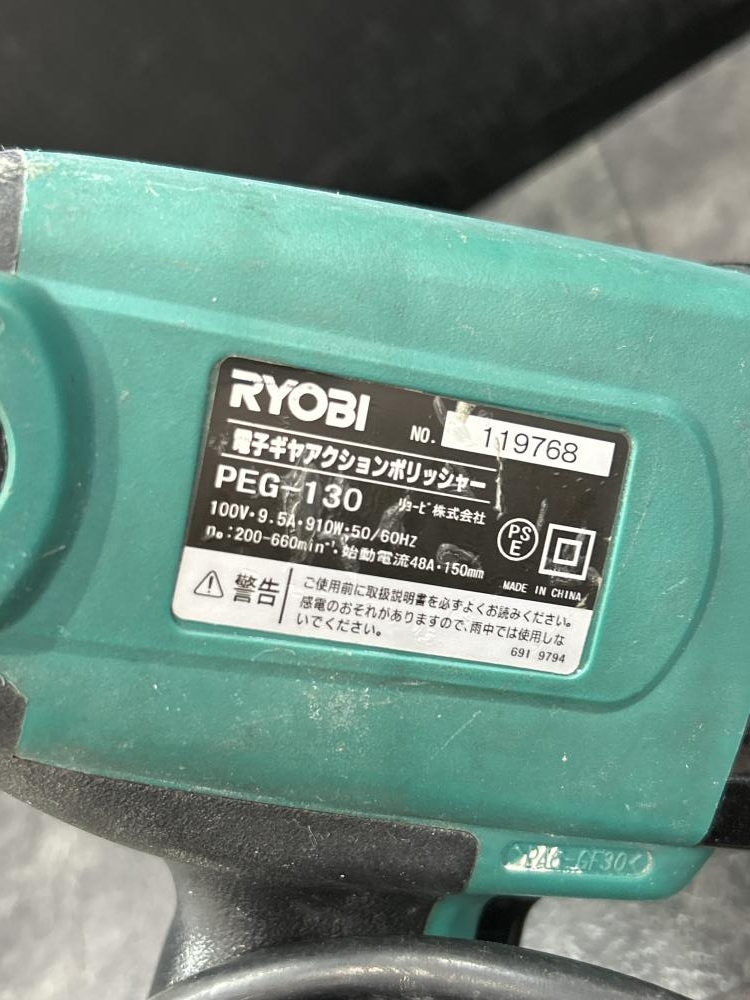 RYOBI
NO. 119768
電子ギヤアクションポリッシャー
PEG-130 リョービ株式会社
100V・9.5A・910W・50/60HZ
n₀:200-660min⁻¹・始動電流48A・150mm
PS
E
MADE IN CHINA
警告
ご使用前に取扱説明書を必ずよくお読みください。
感電のおそれがありますので、雨中では使用しな
いでください。
691 9794
>PA6-GF30<